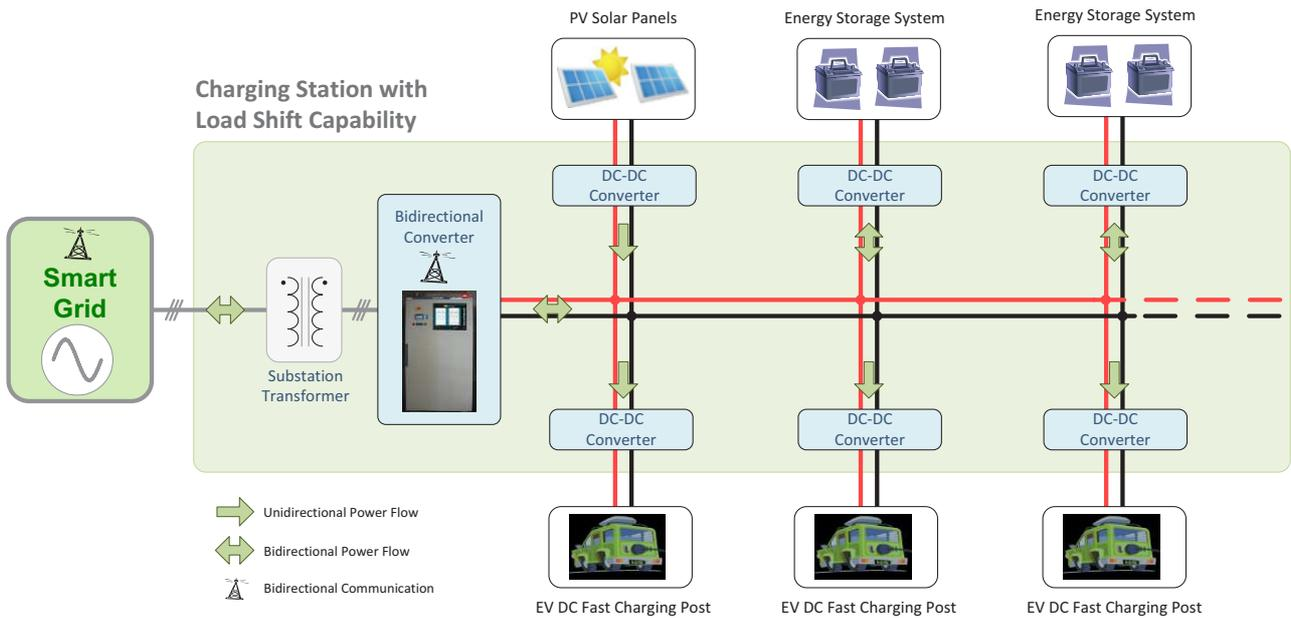 PV Solar Panels
Energy Storage System
Energy Storage System
Charging Station with
Load Shift Capability
DC-DC
Converter
DC-DC
Converter
DC-DC
Converter
Bidirectional
Converter
Smart
Grid
Substation
Transformer
DC-DC
Converter
DC-DC
Converter
DC-DC
Converter
Unidirectional Power Flow
Bidirectional Power Flow
Bidirectional Communication
EV DC Fast Charging Post
EV DC Fast Charging Post
EV DC Fast Charging Post